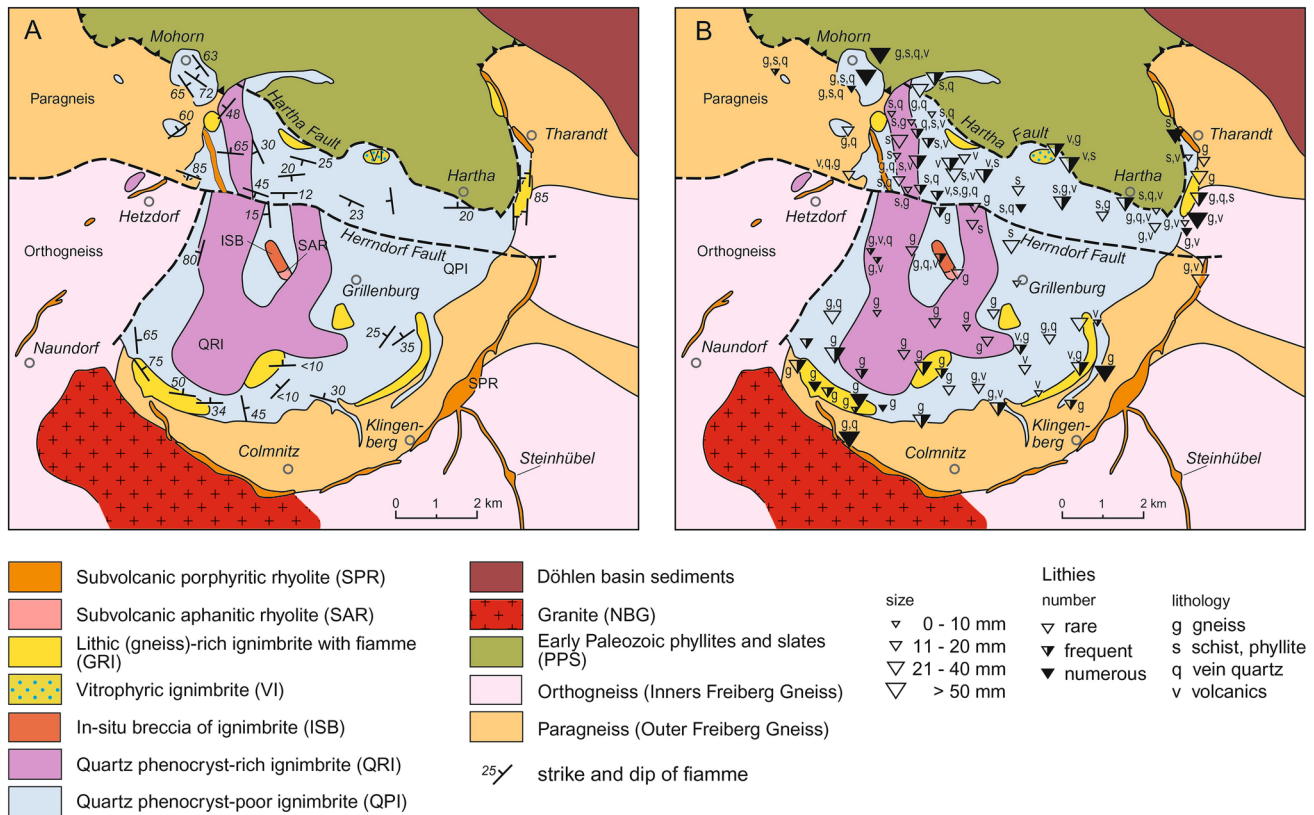 A
Mohorn
63
65
72
Paragneis
60
48
Hartha Fault
Tharandt
65
30
25
VI
85
20
Hartha
45
12
85
Hetzdorf
15
23
20
ISB
SAR
Orthogneiss
80
Herndorf Fault
QPI
Grillenburg
65
QRI
25
35
Naundorf
75
<10
SPR
50
<10
30
34
45
Klingen-
berg
Colmnitz
Steinhübel
0 1 2 km
B
Mohorn
g,s,q,v
g,s,q
g,s,q
g,s,q
s,q
s,q
s,q
s,g
q,s,v
Hartha Fault
s
Tharandt
g,q
s,v
v,g
g
s,v
v,q,g
g,q
s,v
v,s
v,s
Hartha
g
s,g
v,s,g,q
s
s,g,v
s,q,v
g,q,s
Hetzdorf
s,g
g
g
s,q
s,g
g,q,v
g,v
g,v
g,v
s
s
g,v,q
g
Orthogneiss
g,v
g,q,v
g
Herndorf Fault
g,v
Grillenburg
g,q
g
g
g
g
g
g,q
v
g
g,v
Naundorf
g
g
g
g
v,g
g
g
g
g,v
v
g
g
g
g,v
g
g,q
g
Klingen-
berg
Colmnitz
Steinhübel
0 1 2 km
Subvolcanic porphyritic rhyolite (SPR)
Subvolcanic aphanitic rhyolite (SAR)
Lithic (gneiss)-rich ignimbrite with fiamme
(GRI)
Vitrophyric ignimbrite (VI)
In-situ breccia of ignimbrite (ISB)
Quartz phenocryst-rich ignimbrite (QRI)
Quartz phenocryst-poor ignimbrite (QPI)
Döhlen basin sediments
Granite (NBG)
Early Paleozoic phyllites and slates
(PPS)
Orthogneiss (Inners Freiberg Gneiss)
Paragneiss (Outer Freiberg Gneiss)
25 strike and dip of fiamme
Lithies
size
0 - 10 mm
11 - 20 mm
21 - 40 mm
> 50 mm
number
rare
frequent
numerous
lithology
g gneiss
s schist, phyllite
q vein quartz
v volcanics